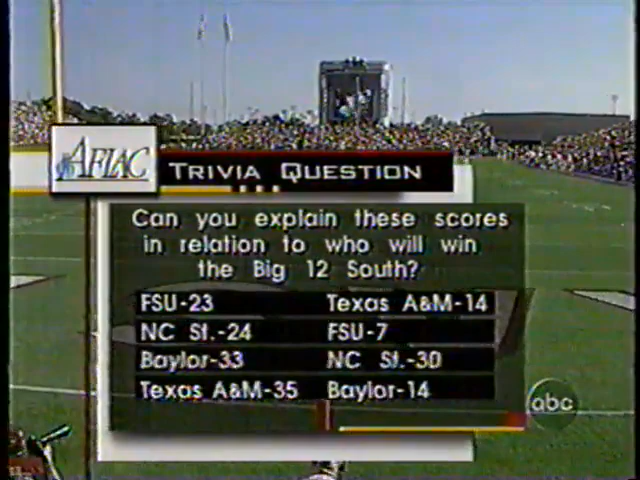 AFLAC
TRIVIA QUESTION
Can you explain these scores
in relation to who will win
the Big 12 South?
FSU-23 Texas A&M-14
NC St.-24 FSU-7
Baylor-33 NC St.-30
Texas A&M-35 Baylor-14
abc